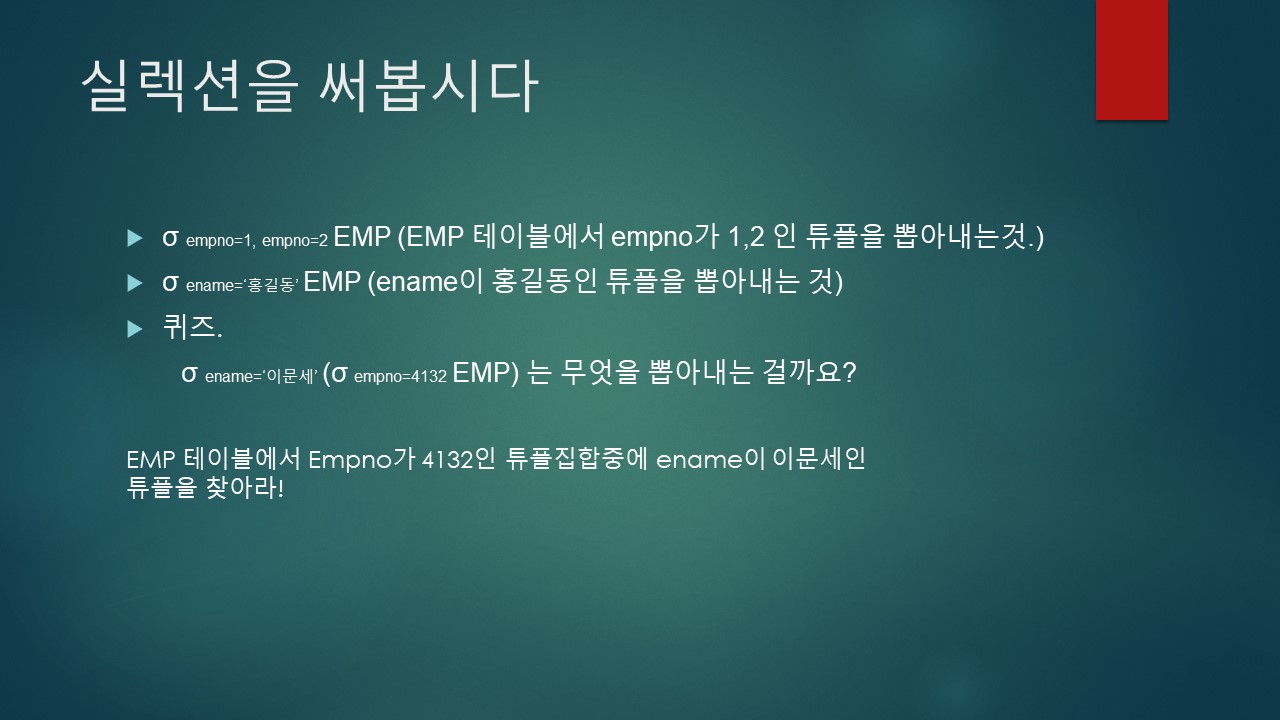 실렉션을 써봅시다
σ empno=1, empno=2 EMP (EMP 테이블에서 empno가 1,2 인 튜플을 뽑아내는것.)
σ ename=‘홍길동’ EMP (ename이 홍길동인 튜플을 뽑아내는 것)
퀴즈.
σ ename=‘이문세’ (σ empno=4132 EMP) 는 무엇을 뽑아내는 걸까요?
EMP 테이블에서 Empno가 4132인 튜플집합중에 ename이 이문세인
튜플을 찾아라!